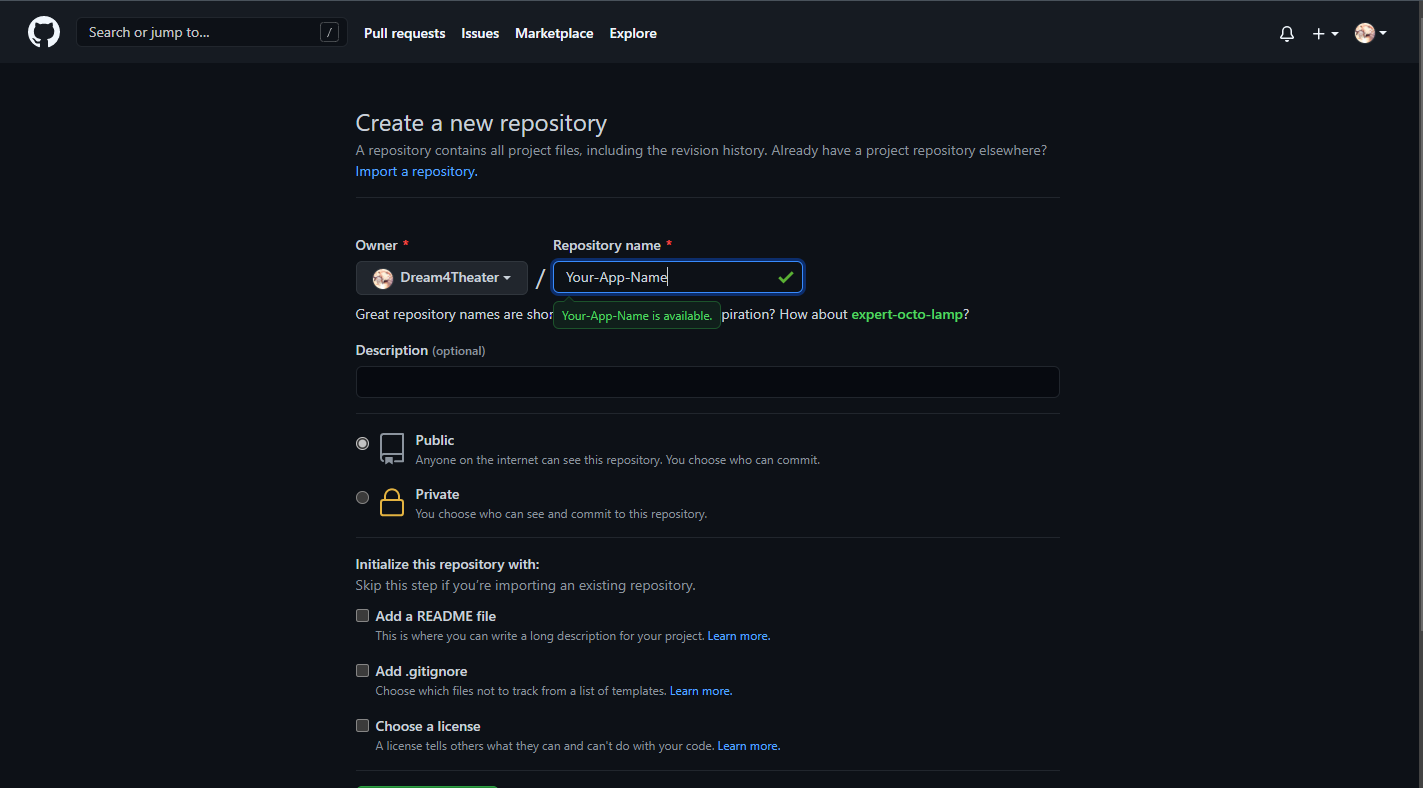 Search or jump to...
/
Pull requests Issues Marketplace Explore
Create a new repository
A repository contains all project files, including the revision history. Already have a project repository elsewhere?
Import a repository.
Owner * Repository name *
Dream4Theater / Your-App-Name
Great repository names are shor piration? How about expert-octo-lamp?
Your-App-Name is available.
Description (optional)
Public
Anyone on the internet can see this repository. You choose who can commit.
Private
You choose who can see and commit to this repository.
Initialize this repository with:
Skip this step if you're importing an existing repository.
Add a README file
This is where you can write a long description for your project. Learn more.
Add .gitignore
Choose which files not to track from a list of templates. Learn more.
Choose a license
A license tells others what they can and can't do with your code. Learn more.